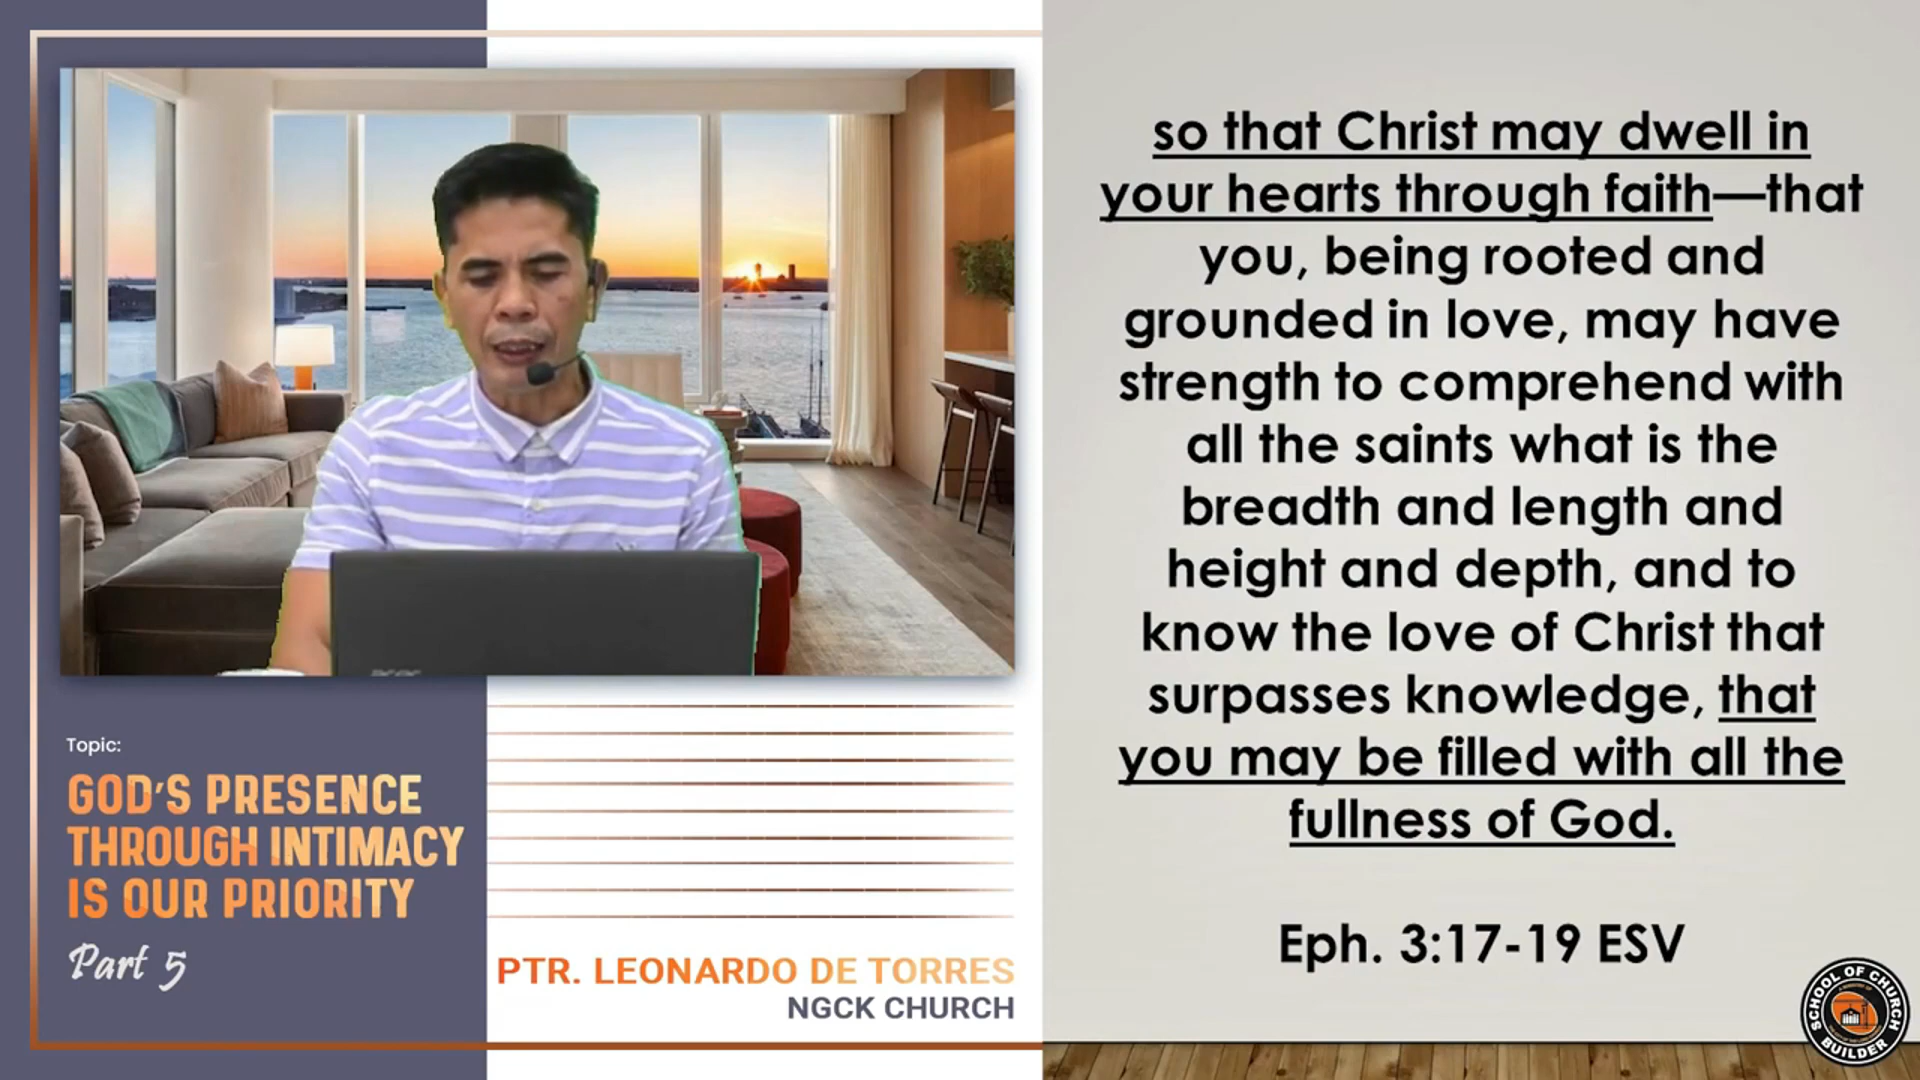 Topic:
GOD'S PRESENCE
THROUGH INTIMACY
IS OUR PRIORITY
Part 5
PTR. LEONARDO DE TORRES
NGCK CHURCH
so that Christ may dwell in
your hearts through faith—that
you, being rooted and
grounded in love, may have
strength to comprehend with
all the saints what is the
breadth and length and
height and depth, and to
know the love of Christ that
surpasses knowledge, that
you may be filled with all the
fullness of God.
Eph. 3:17-19 ESV
SCHOOL OF CHURCH
BUILDER